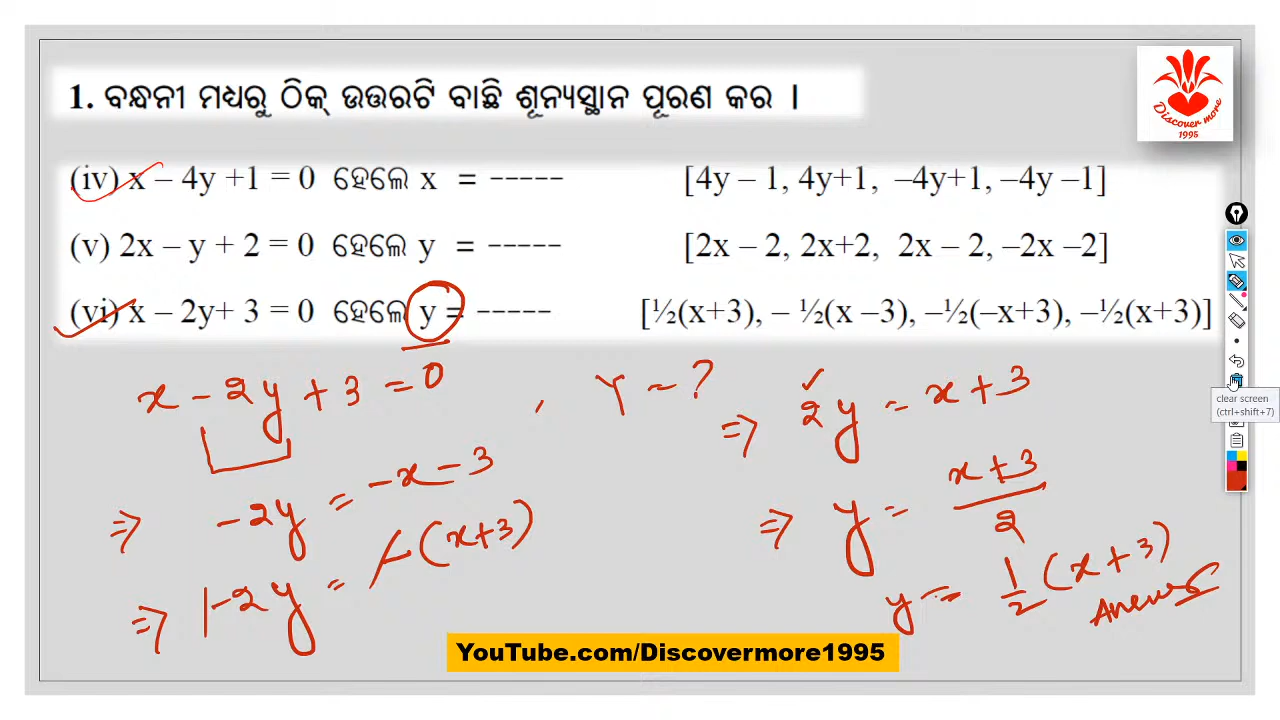 1. ବନ୍ଧନୀ ମଧ୍ୟରୁ ଠିକ୍ ଉତ୍ତରଟି ବାଛି ଶୂନ୍ୟସ୍ଥାନ ପୂରଣ କର ।
Discover more
1995
(iv) x – 4y +1 = 0 ହେଲେ x = ----- [4y – 1, 4y+1, –4y+1, –4y –1]
(v) 2x – y + 2 = 0 ହେଲେ y = ----- [2x – 2, 2x+2, 2x – 2, –2x –2]
(vi) x – 2y+ 3 = 0 ହେଲେ y = ----- [½(x+3), – ½(x –3), –½(–x+3), –½(x+3)]
x - 2y + 3 = 0 , Y = ?
⇒ -2y = -x - 3
⇒ -2y = -(x+3)
⇒ 2y = x + 3
⇒ y = x+3/2
y = 1/2 (x+3)
Answer
clear screen
(ctrl+shift+7)
YouTube.com/Discovermore1995